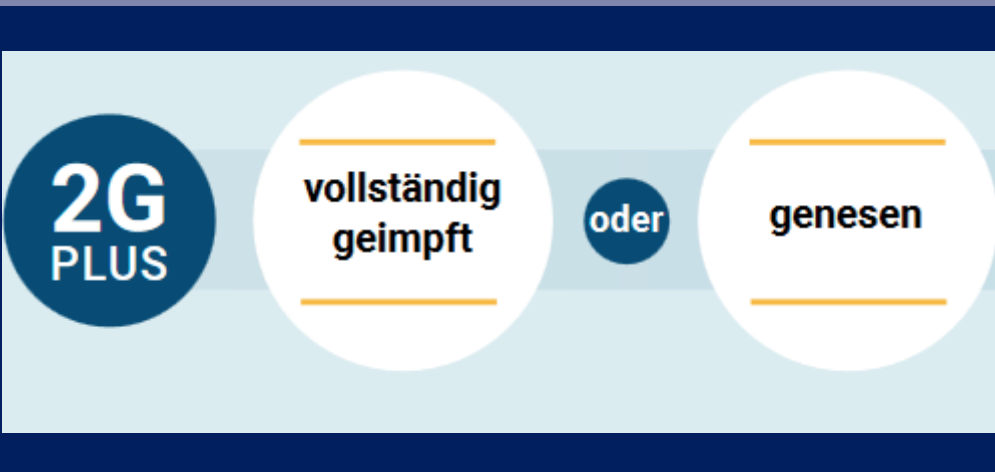 2G
PLUS
vollständig
geimpft
oder
genesen